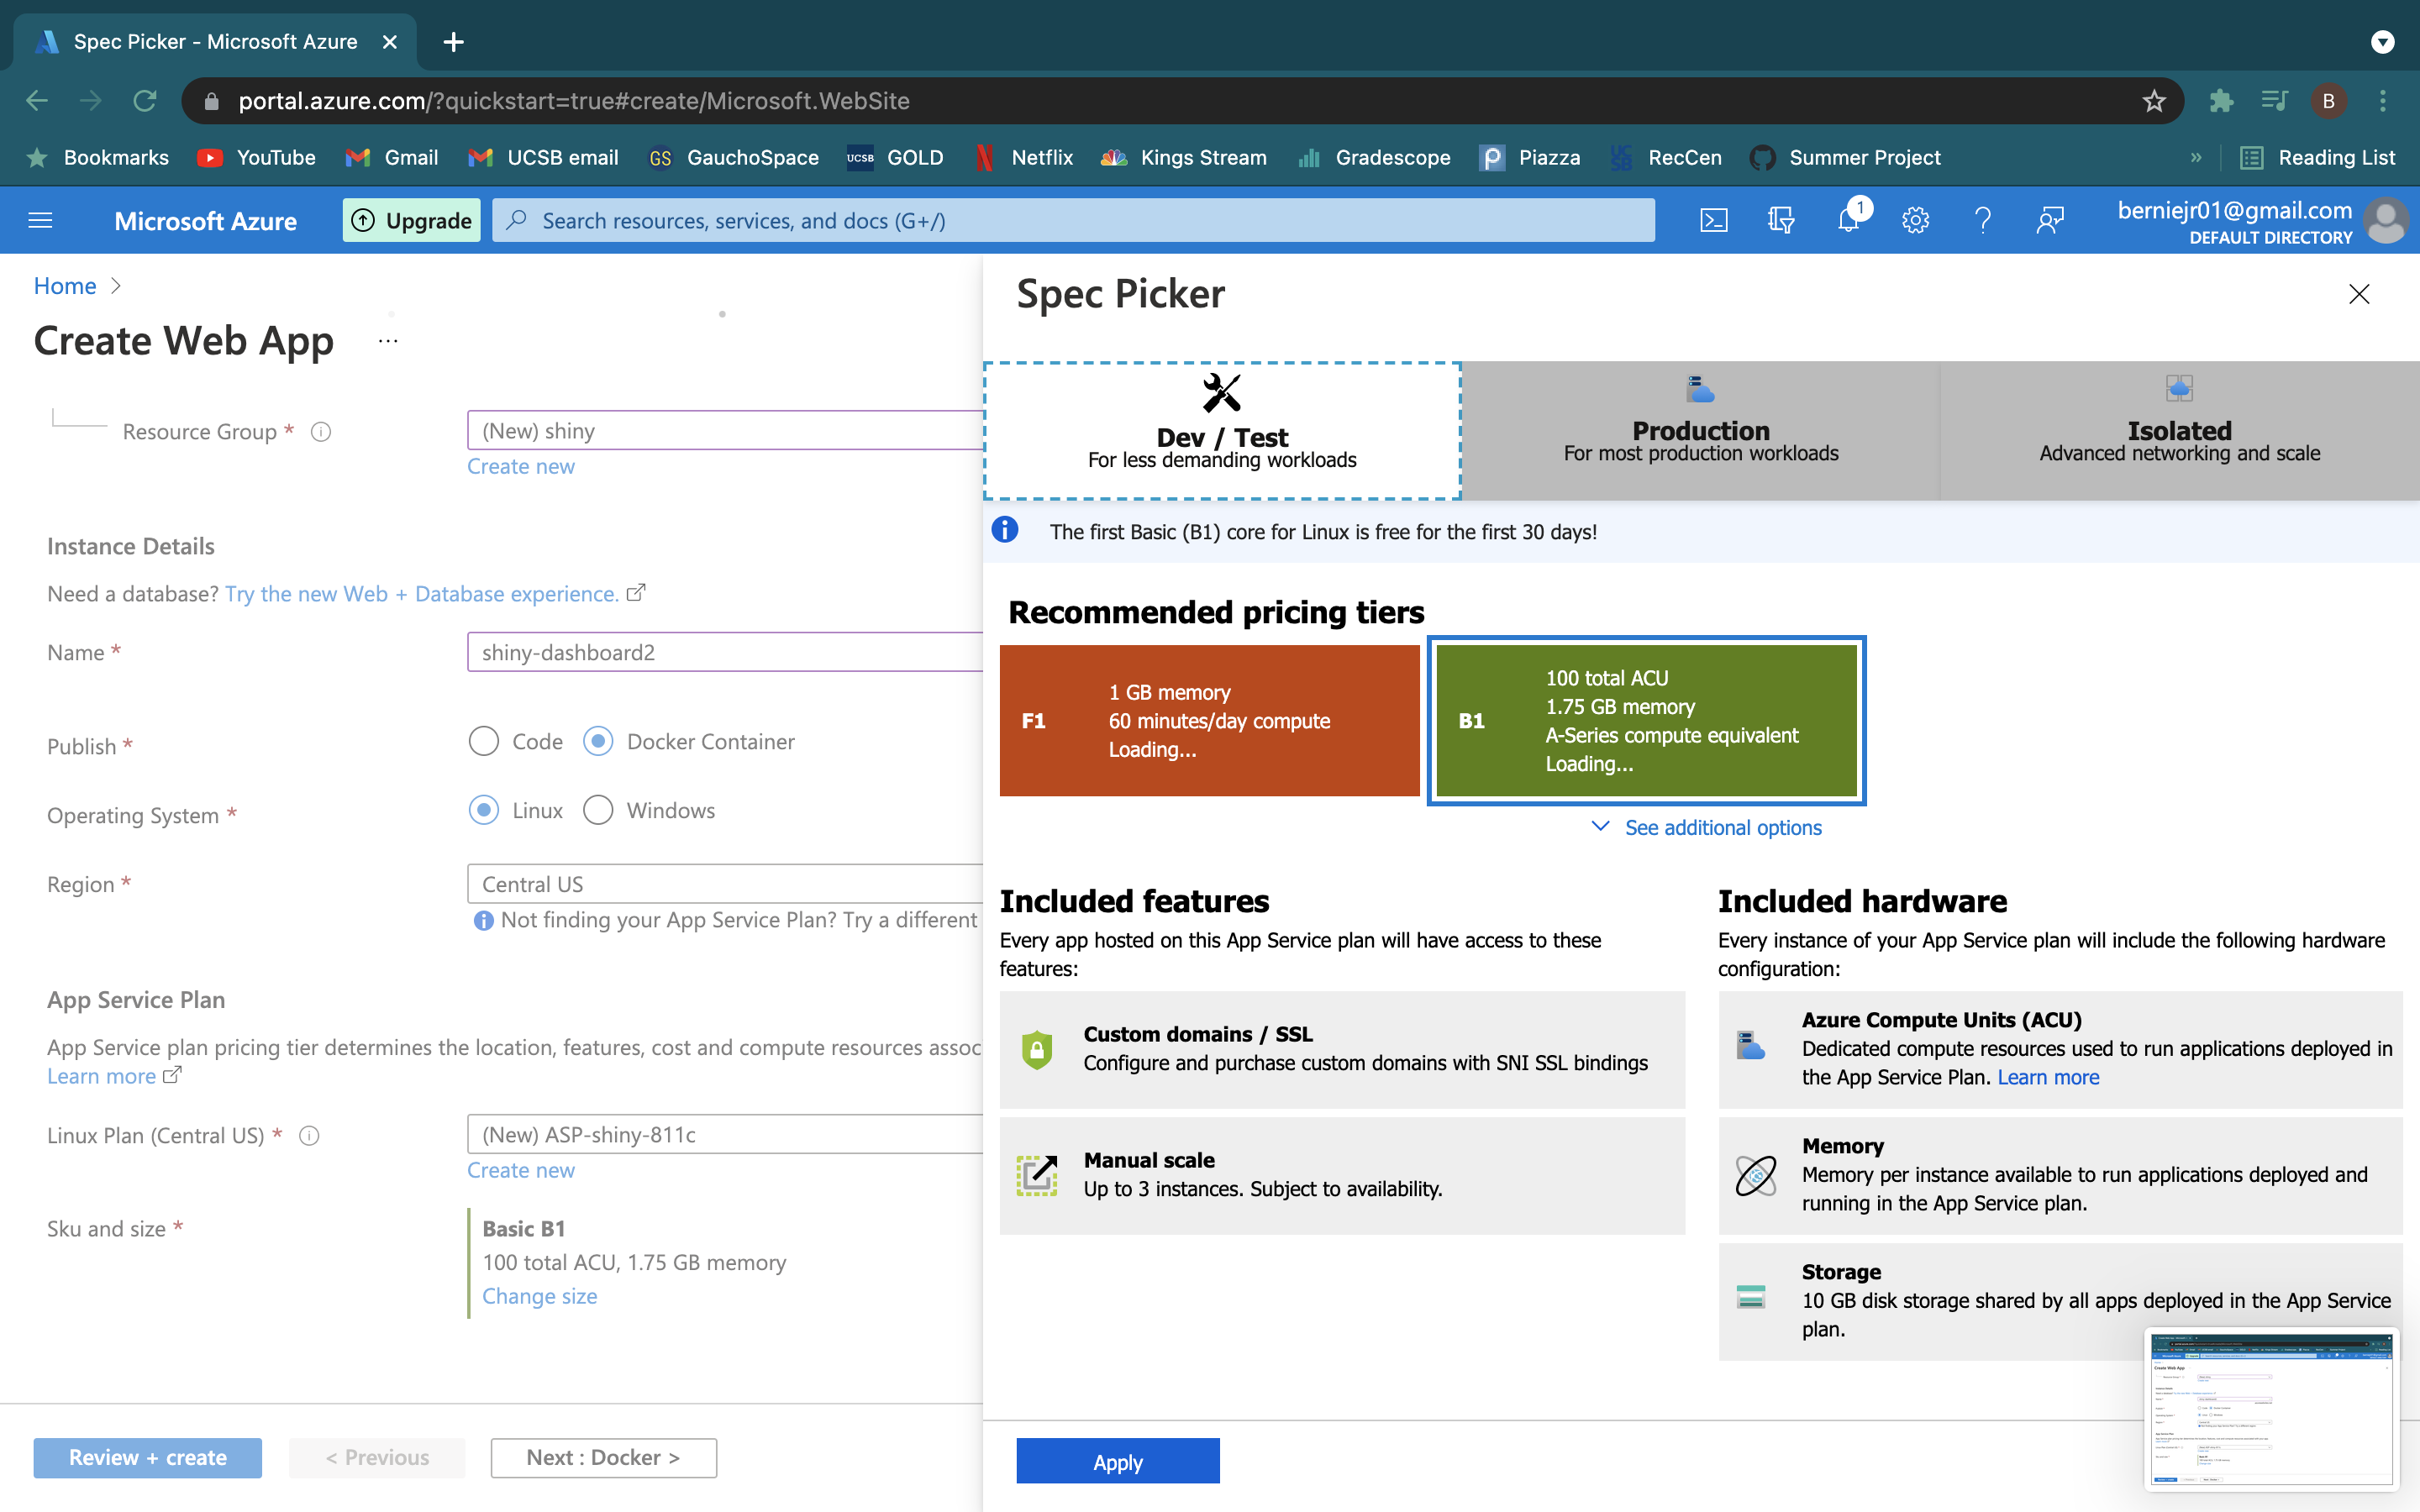 Spec Picker - Microsoft Azure
portal.azure.com/?quickstart=true#create/Microsoft.WebSite
B
Bookmarks
YouTube
Gmail
UCSB email
GS
GauchoSpace
UCSB
GOLD
Netflix
Kings Stream
Gradescope
Piazza
RecCen
Summer Project
»
Reading List
Microsoft Azure
Upgrade
Search resources, services, and docs (G+/)
1
berniejr01@gmail.com
DEFAULT DIRECTORY
Home >
Create Web App
...
Resource Group *
(New) shiny
Create new
Instance Details
Need a database? Try the new Web + Database experience.
Name *
shiny-dashboard2
Publish *
Code
Docker Container
Operating System *
Linux
Windows
Region *
Central US
Not finding your App Service Plan? Try a different
App Service Plan
App Service plan pricing tier determines the location, features, cost and compute resources assoc
Learn more
Linux Plan (Central US) *
(New) ASP-shiny-811c
Create new
Sku and size *
Basic B1
100 total ACU, 1.75 GB memory
Change size
Review + create
< Previous
Next : Docker >
Spec Picker
Dev / Test
For less demanding workloads
Production
For most production workloads
Isolated
Advanced networking and scale
The first Basic (B1) core for Linux is free for the first 30 days!
Recommended pricing tiers
F1
1 GB memory
60 minutes/day compute
Loading...
B1
100 total ACU
1.75 GB memory
A-Series compute equivalent
Loading...
See additional options
Included features
Every app hosted on this App Service plan will have access to these
features:
Custom domains / SSL
Configure and purchase custom domains with SNI SSL bindings
Manual scale
Up to 3 instances. Subject to availability.
Included hardware
Every instance of your App Service plan will include the following hardware
configuration:
Azure Compute Units (ACU)
Dedicated compute resources used to run applications deployed in
the App Service Plan. Learn more
Memory
Memory per instance available to run applications deployed and
running in the App Service plan.
Storage
10 GB disk storage shared by all apps deployed in the App Service
plan.
Apply
Create Web App